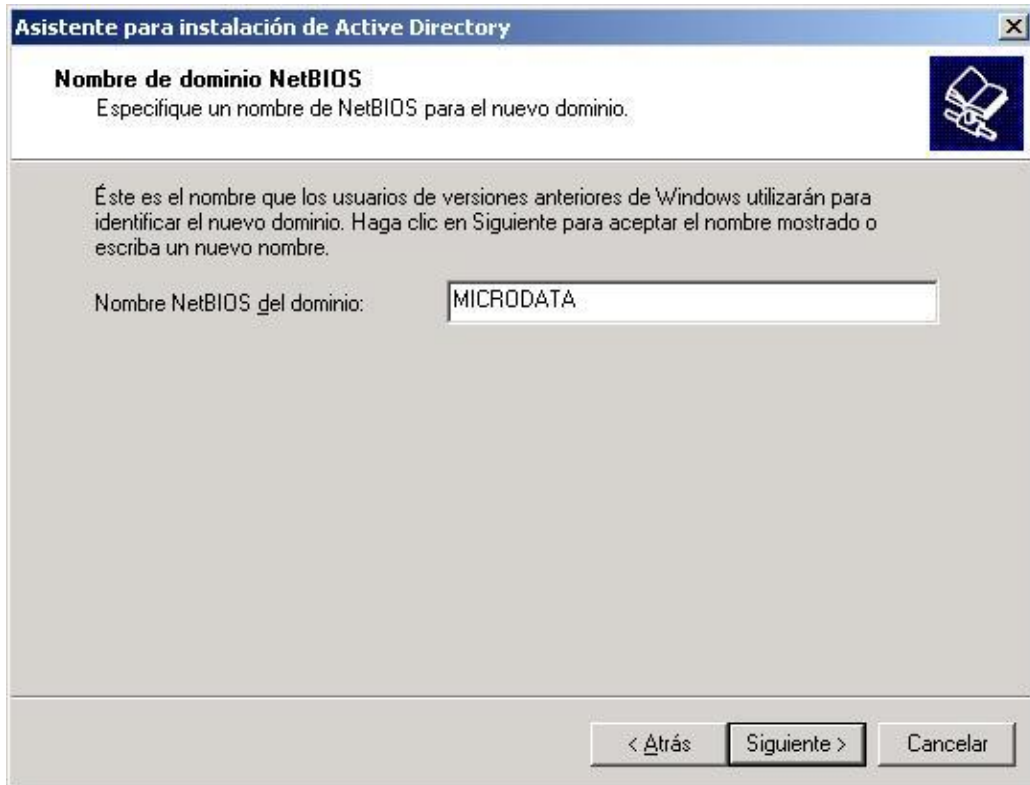 Asistente para instalación de Active Directory
Nombre de dominio NetBIOS
Especifique un nombre de NetBIOS para el nuevo dominio.
Éste es el nombre que los usuarios de versiones anteriores de Windows utilizarán para
identificar el nuevo dominio. Haga clic en Siguiente para aceptar el nombre mostrado o
escriba un nuevo nombre.
Nombre NetBIOS del dominio: MICRODATA
< Atrás Siguiente > Cancelar